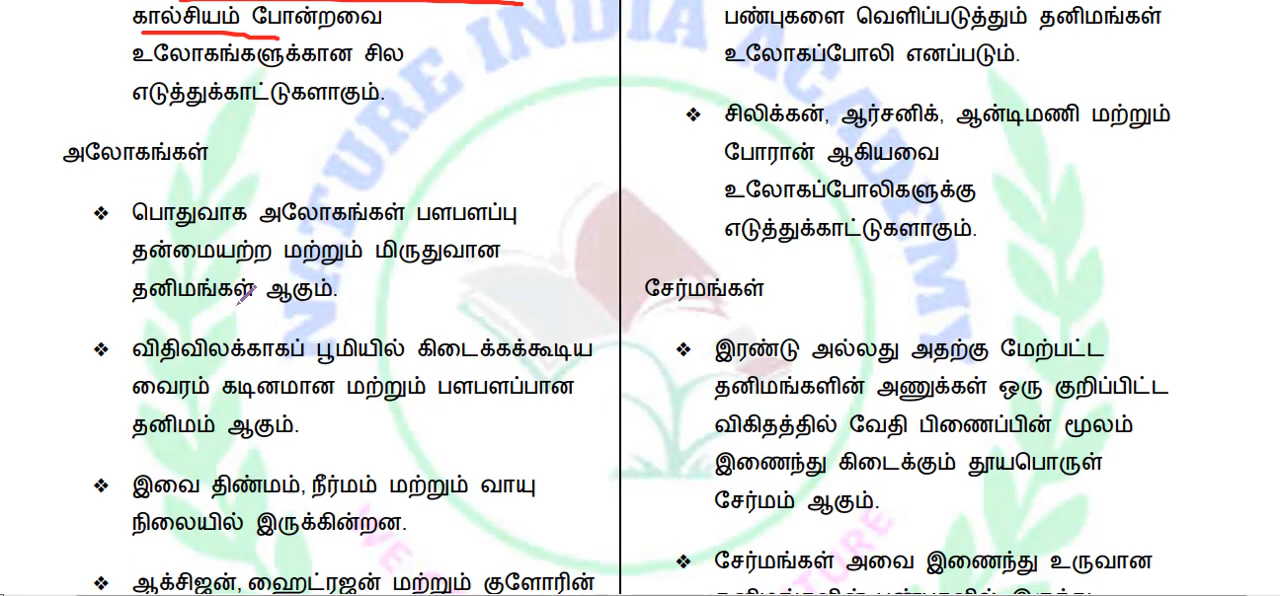 கால்சியம் போன்றவை
உலோகங்களுக்கான சில
எடுத்துக்காட்டுகளாகும்.
அலோகங்கள்
❖ பொதுவாக அலோகங்கள் பளபளப்பு
தன்மையற்ற மற்றும் மிருதுவான
தனிமங்கள் ஆகும்.
❖ விதிவிலக்காகப் பூமியில் கிடைக்கக்கூடிய
வைரம் கடினமான மற்றும் பளபளப்பான
தனிமம் ஆகும்.
❖ இவை திண்மம், நீர்மம் மற்றும் வாயு
நிலையில் இருக்கின்றன.
❖ ஆக்சிஜன், ஹைட்ரஜன் மற்றும் குளோரின்
பண்புகளை வெளிப்படுத்தும் தனிமங்கள்
உலோகப்போலி எனப்படும்.
❖ சிலிக்கன், ஆர்சனிக், ஆன்டிமணி மற்றும்
போரான் ஆகியவை
உலோகப்போலிகளுக்கு
எடுத்துக்காட்டுகளாகும்.
சேர்மங்கள்
❖ இரண்டு அல்லது அதற்கு மேற்பட்ட
தனிமங்களின் அணுக்கள் ஒரு குறிப்பிட்ட
விகிதத்தில் வேதி பிணைப்பின் மூலம்
இணைந்து கிடைக்கும் தூயபொருள்
சேர்மம் ஆகும்.
❖ சேர்மங்கள் அவை இணைந்து உருவான
NATURE INDIA ACADEMY